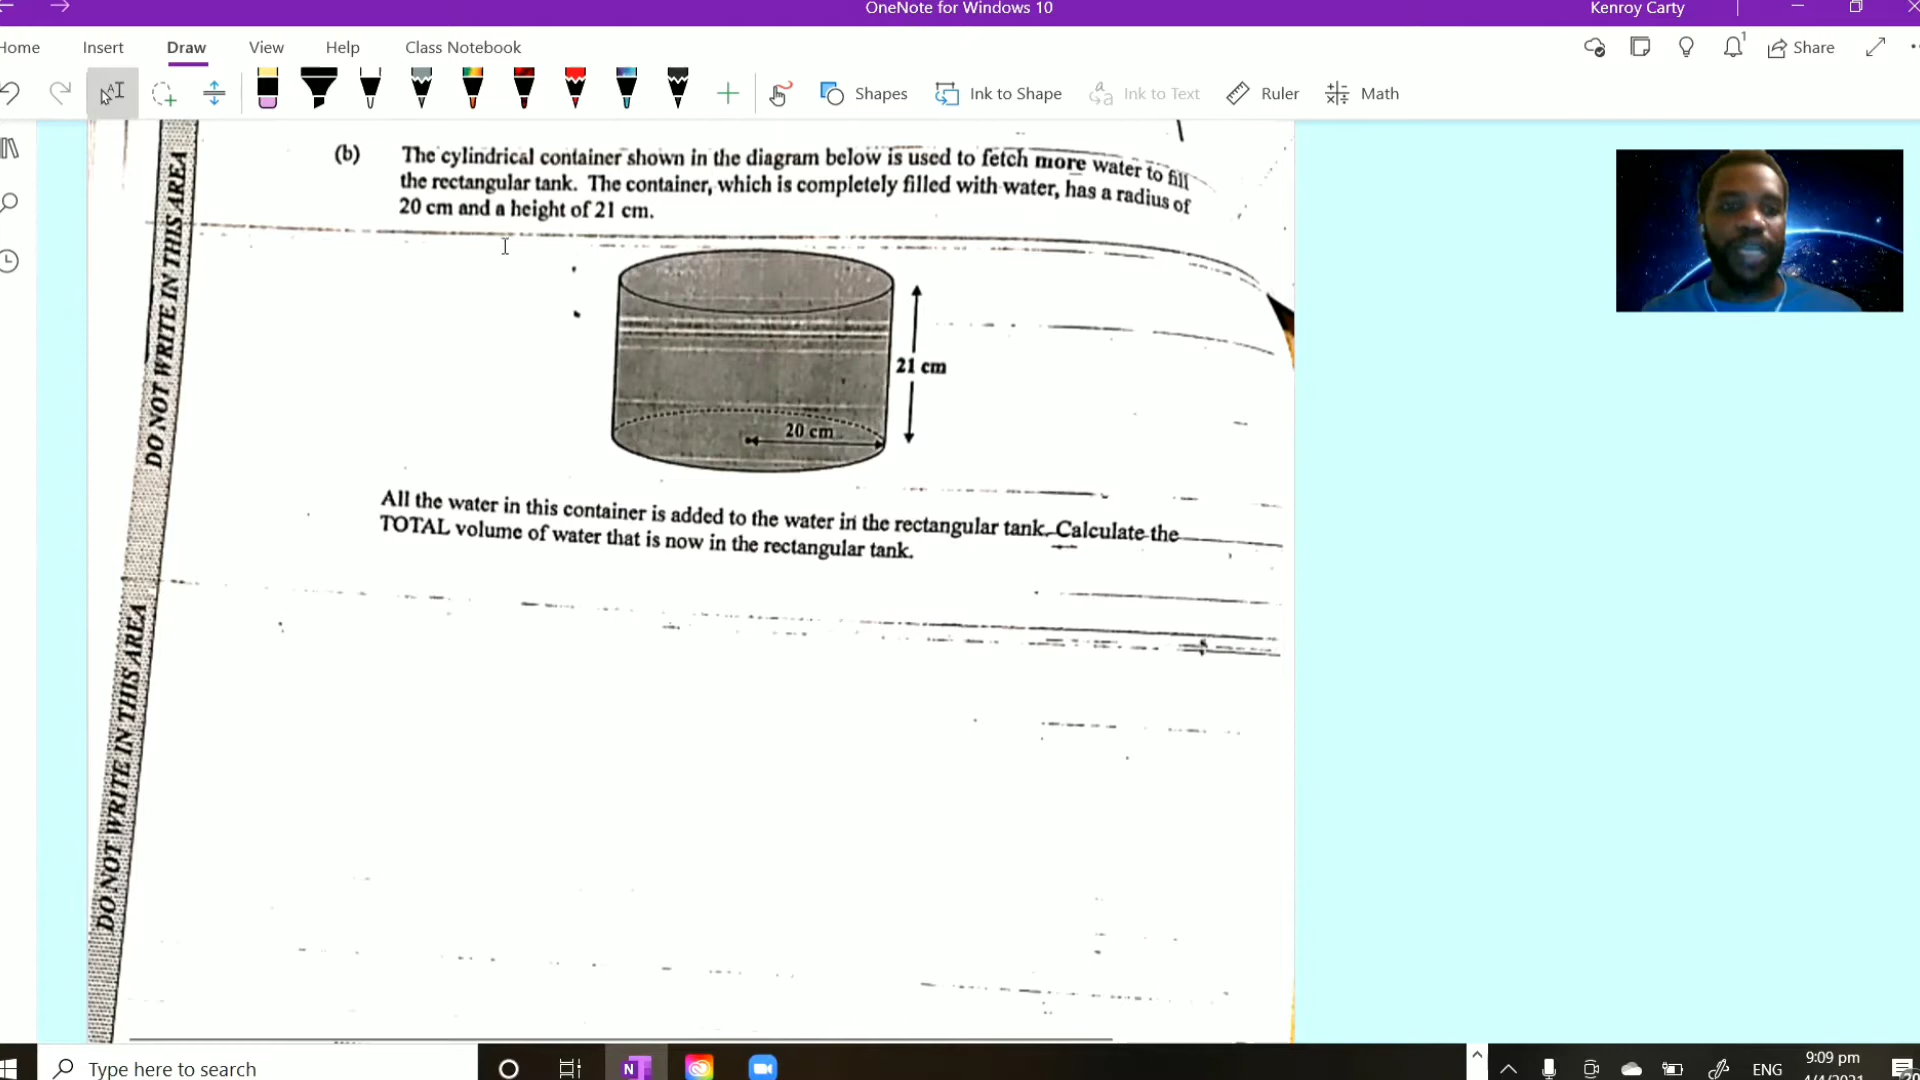 OneNote for Windows 10
Kenroy Carty
Home Insert Draw View Help Class Notebook
Share
Shapes Ink to Shape Ink to Text Ruler Math
(b) The cylindrical container shown in the diagram below is used to fetch more water to fill
the rectangular tank. The container, which is completely filled with water, has a radius of
20 cm and a height of 21 cm.
21 cm
20 cm
All the water in this container is added to the water in the rectangular tank. Calculate the
TOTAL volume of water that is now in the rectangular tank.
DO NOT WRITE IN THIS AREA
DO NOT WRITE IN THIS AREA
Type here to search
ENG
9:09 pm